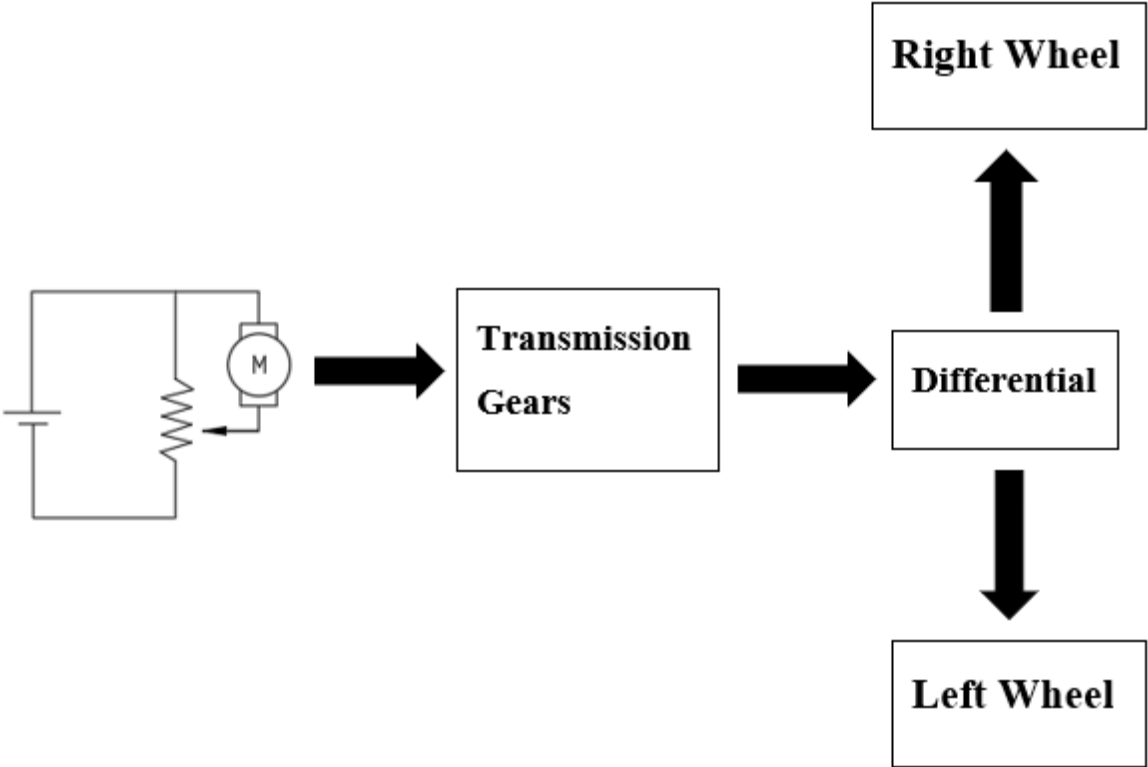 Right Wheel
M
Transmission
Gears
Differential
Left Wheel